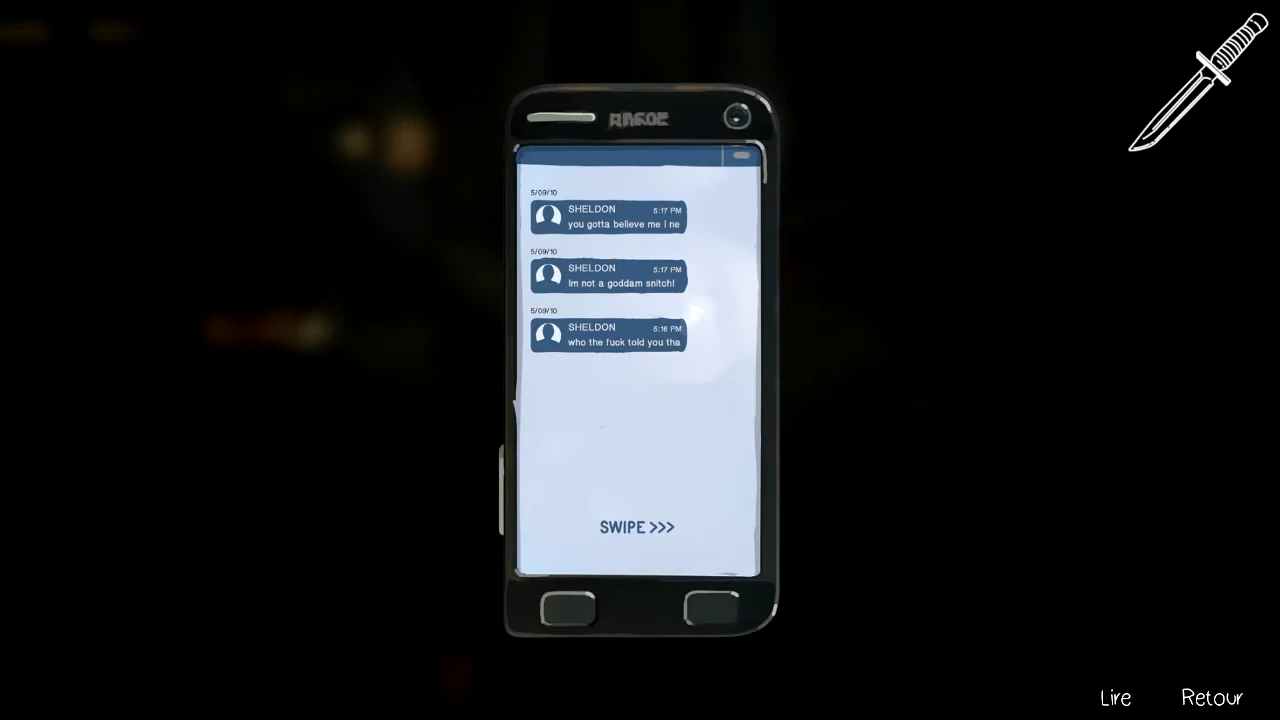 5/09/10
SHELDON 5:17 PM
you gotta believe me I ne
5/09/10
SHELDON 5:17 PM
Im not a goddam snitch!
5/09/10
SHELDON 5:16 PM
who the fuck told you tha
SWIPE >>>
Lire Retour